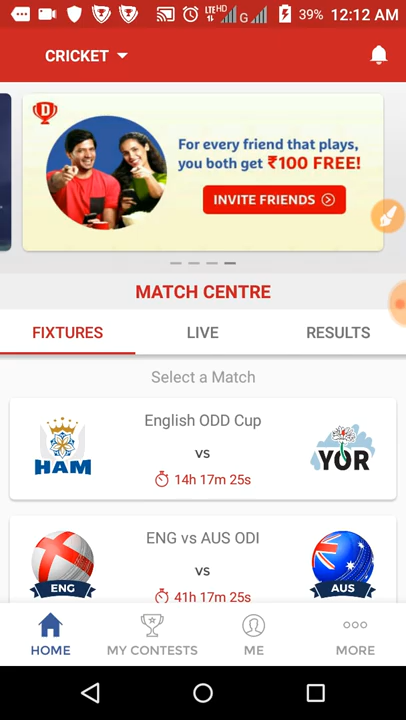 LTE HD
G
39% 12:12 AM
CRICKET
D
For every friend that plays,
you both get ₹100 FREE!
INVITE FRIENDS
MATCH CENTRE
FIXTURES LIVE RESULTS
Select a Match
English ODD Cup
HAM vs YOR
14h 17m 25s
ENG vs AUS ODI
vs
ENG AUS
41h 17m 25s
HOME MY CONTESTS ME MORE